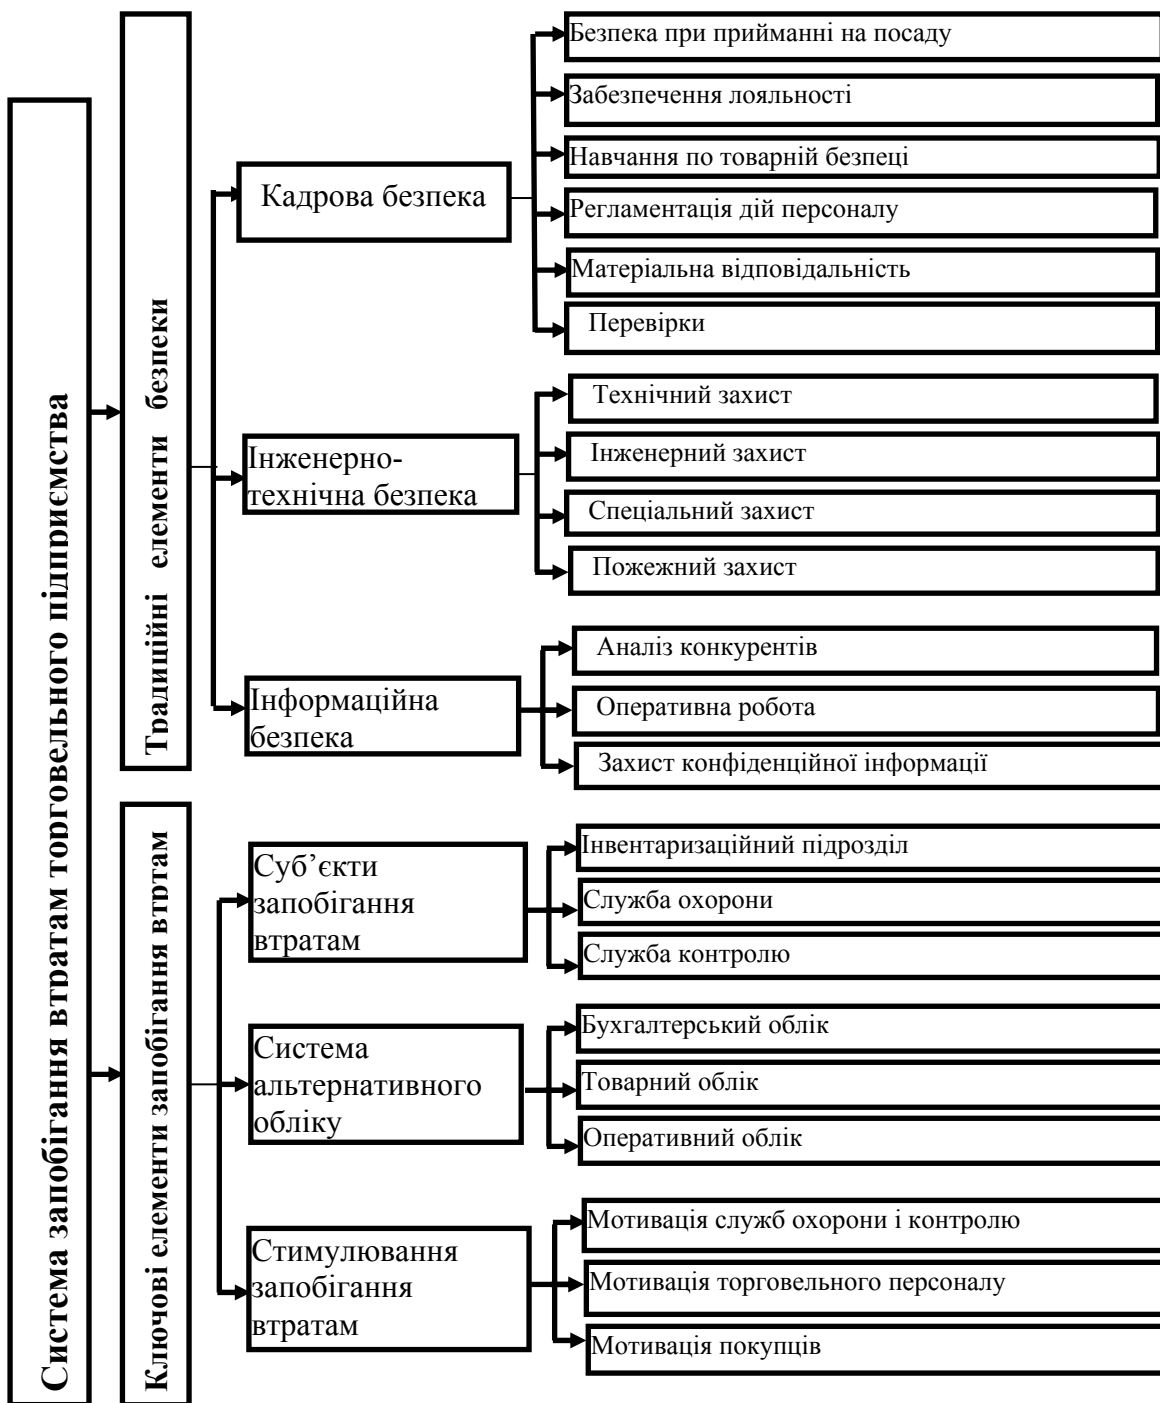 Система запобігання втратам торговельного підприємства
Традиційні елементи безпеки
Кадрова безпека
Безпека при прийманні на посаду
Забезпечення лояльності
Навчання по товарній безпеці
Регламентація дій персоналу
Матеріальна відповідальність
Перевірки
Інженерно-
технічна безпека
Технічний захист
Інженерний захист
Спеціальний захист
Пожежний захист
Інформаційна
безпека
Аналіз конкурентів
Оперативна робота
Захист конфіденційної інформації
Ключові елементи запобігання втртам
Суб’єкти
запобігання
втратам
Інвентаризаційний підрозділ
Служба охорони
Служба контролю
Система
альтернативного
обліку
Бухгалтерський облік
Товарний облік
Оперативний облік
Стимулювання
запобігання
втратам
Мотивація служб охорони і контролю
Мотивація торговельного персоналу
Мотивація покупців